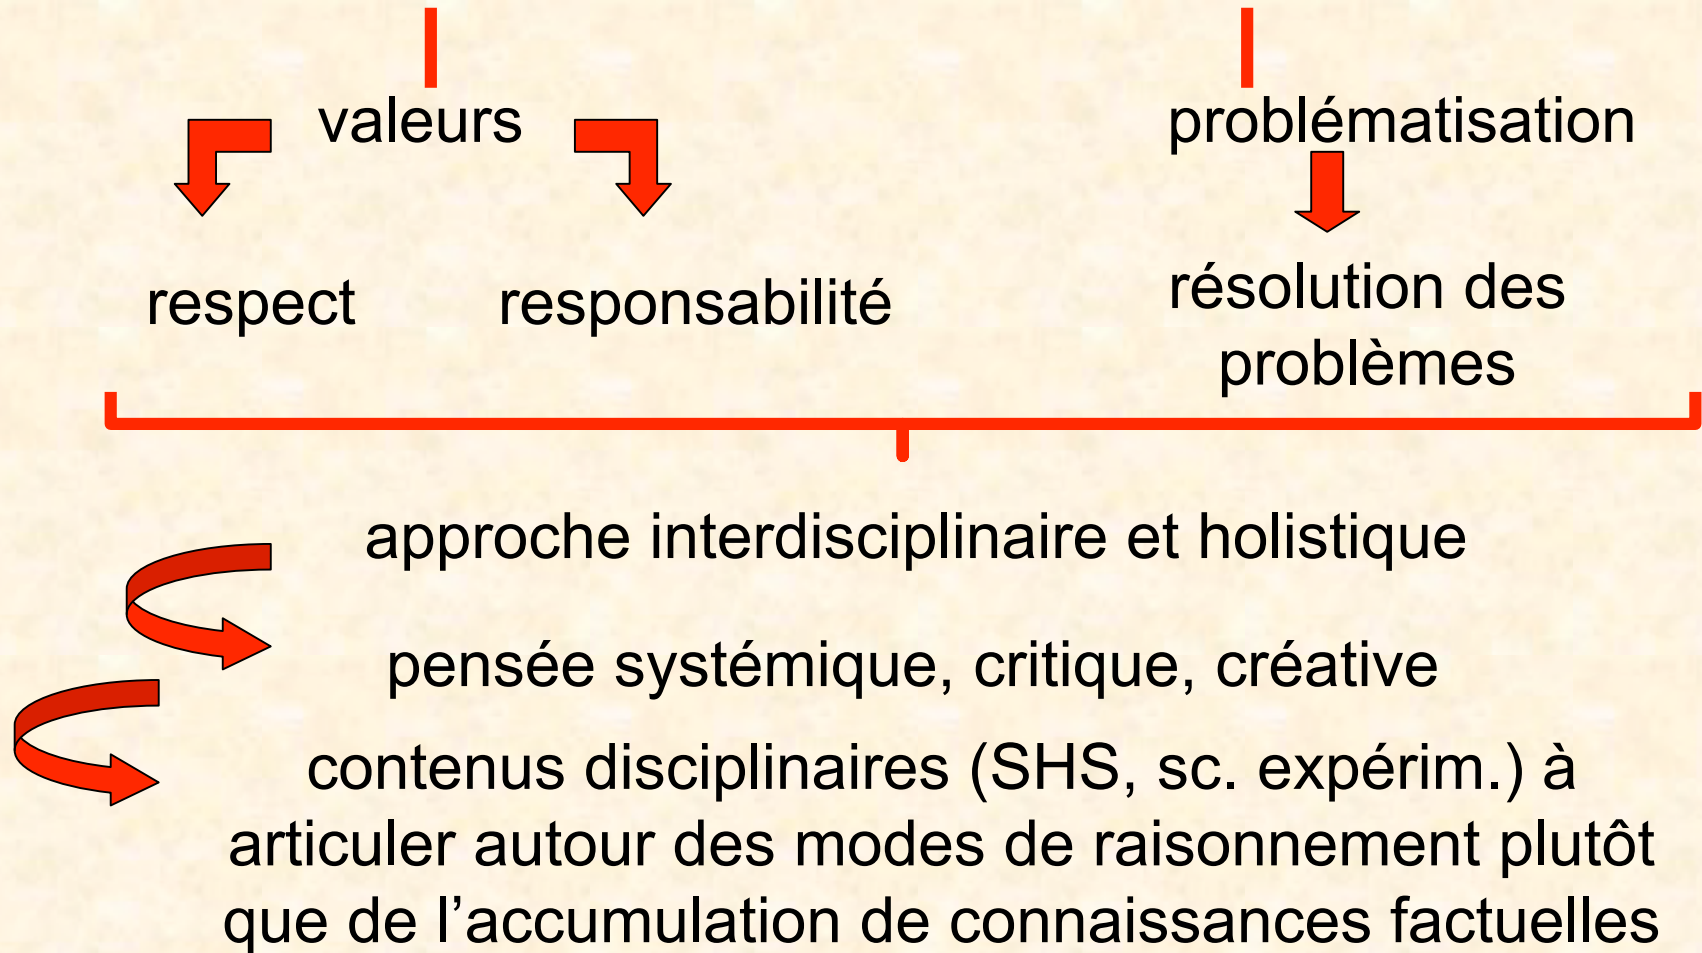 valeurs
problématisation
respect
responsabilité
résolution des
problèmes
approche interdisciplinaire et holistique
pensée systémique, critique, créative
contenus disciplinaires (SHS, sc. expérim.) à
articuler autour des modes de raisonnement plutôt
que de l’accumulation de connaissances factuelles